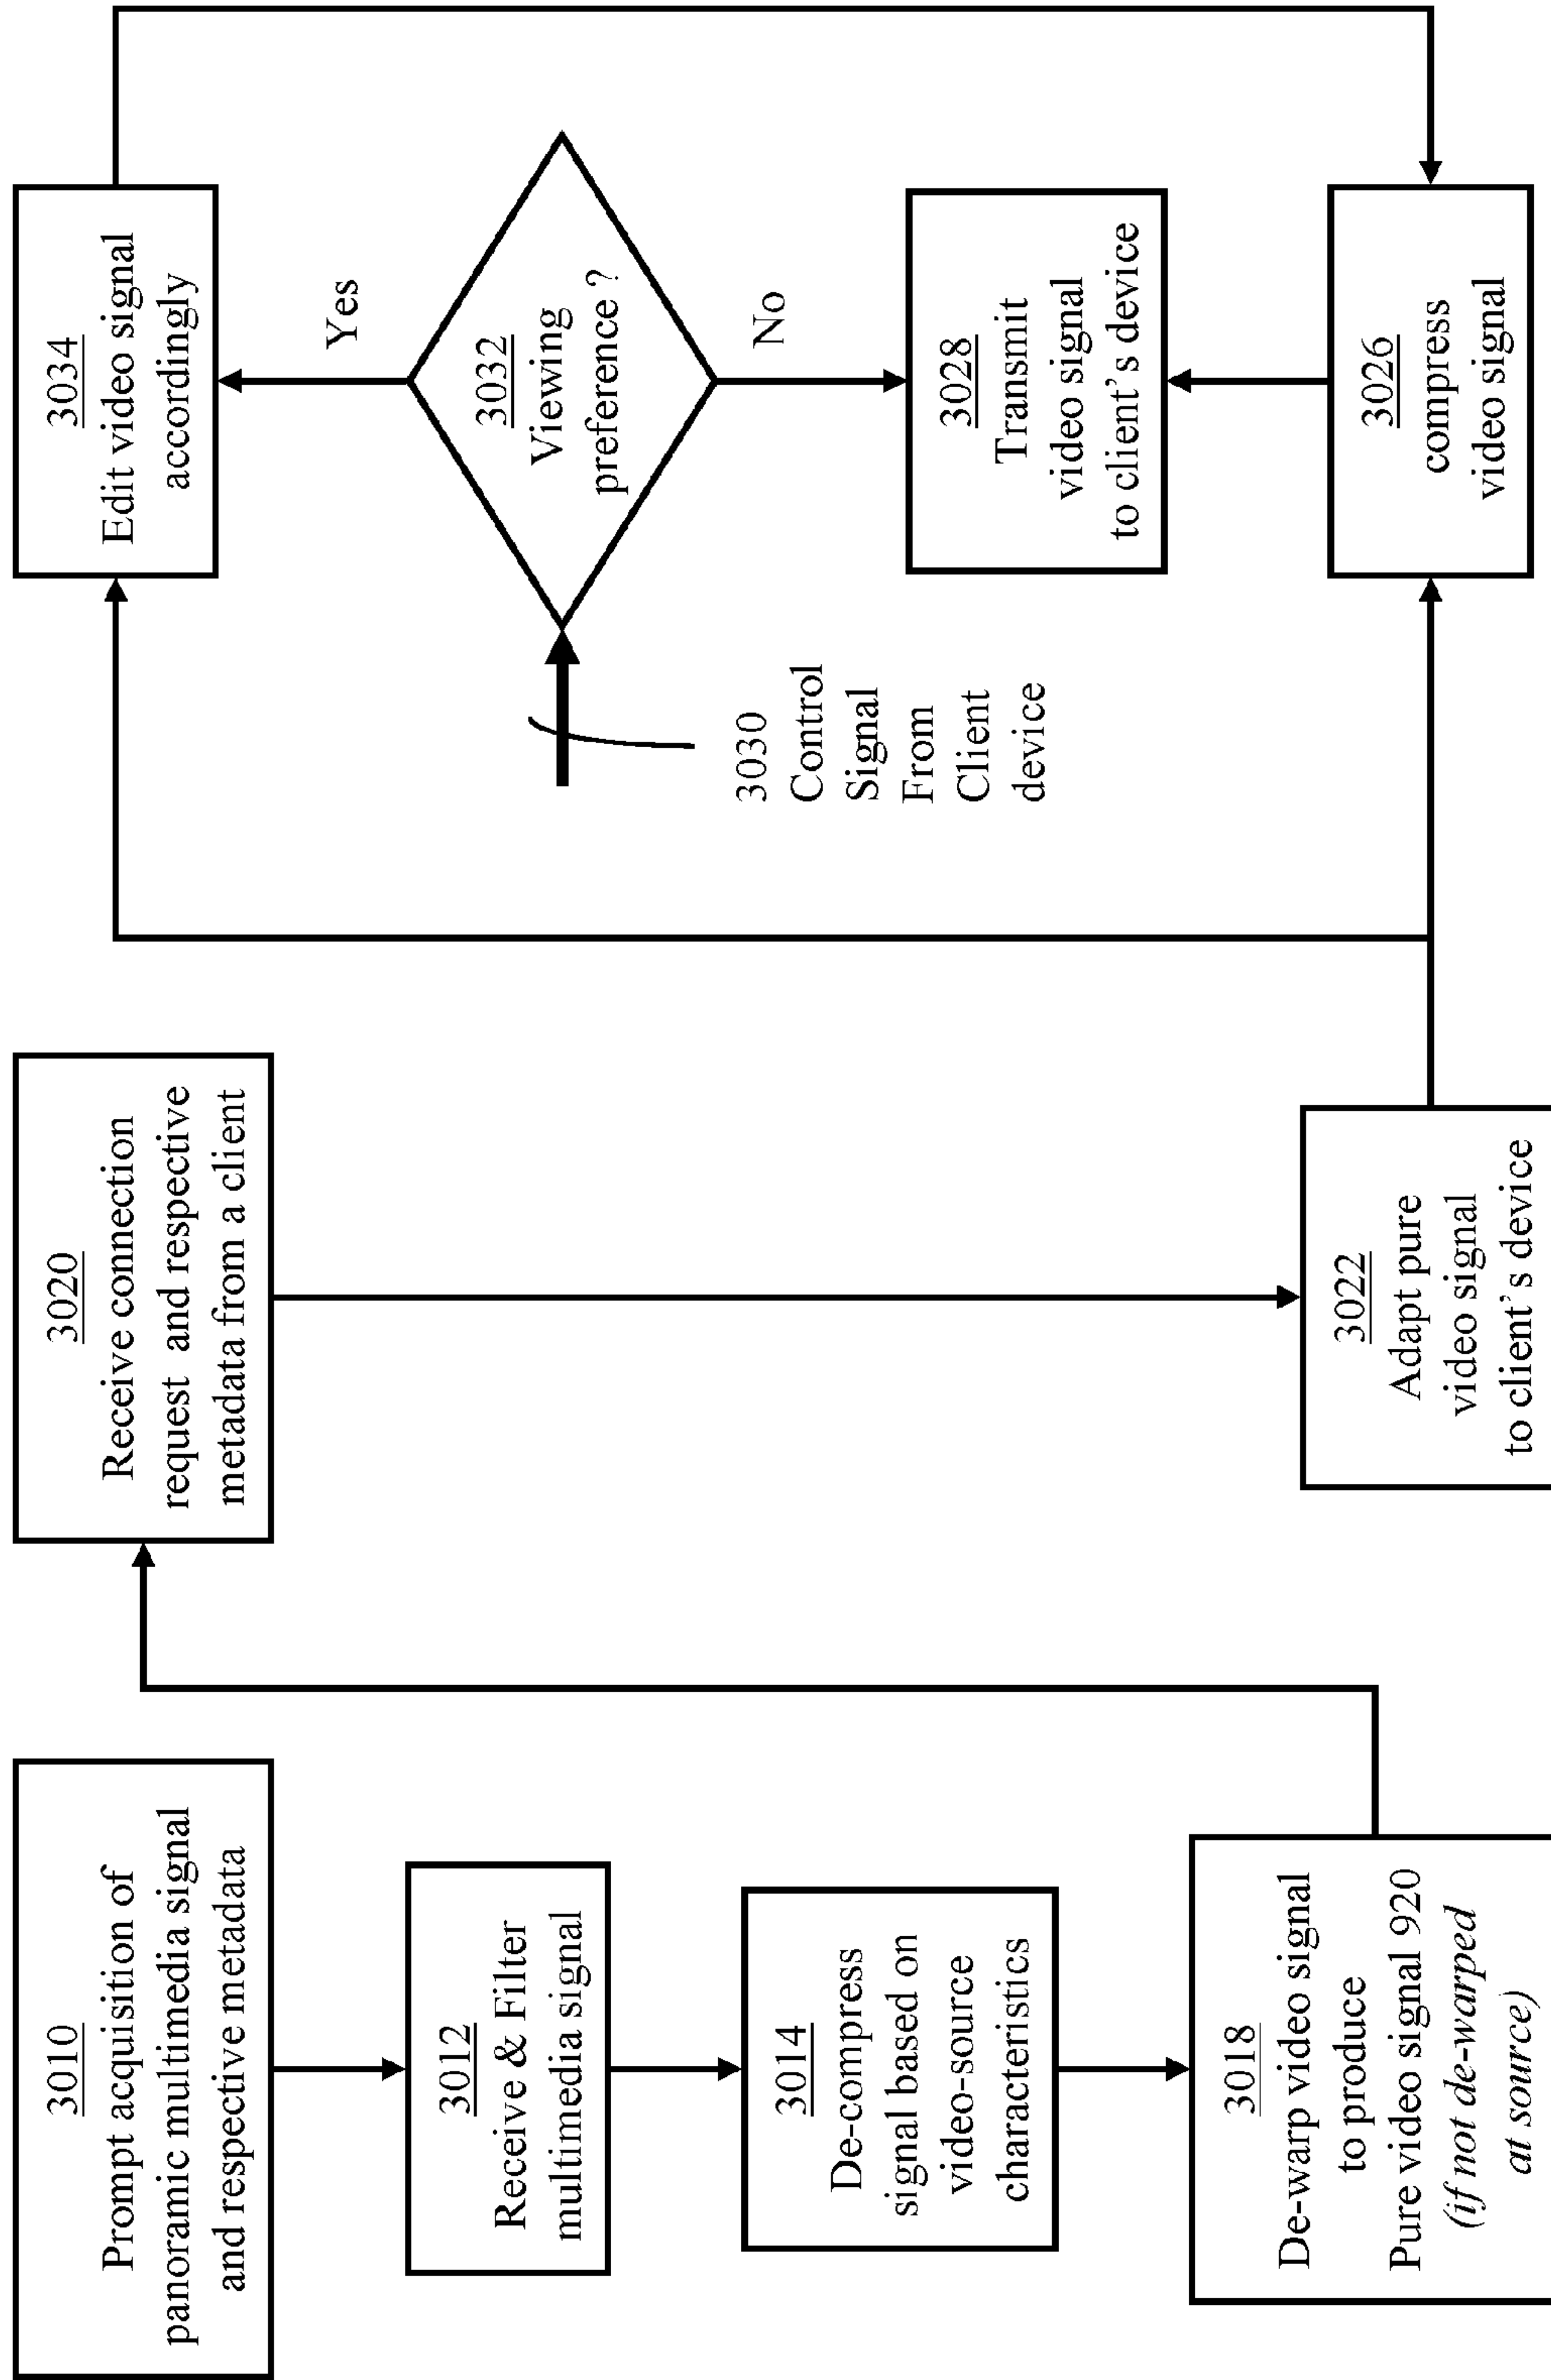 3010
Prompt acquisition of
panoramic multimedia signal
and respective metadata
3012
Receive & Filter
multimedia signal
3014
De-compress
signal based on
video-source
characteristics
3018
De-warp video signal
to produce
Pure video signal 920
(if not de-warped
at source)
3020
Receive connection
request and respective
metadata from a client
3022
Adapt pure
video signal
to client's device
3034
Edit video signal
accordingly
Yes
3032
Viewing
preference ?
No
3030
Control
Signal
From
Client
device
3028
Transmit
video signal
to client's device
3026
compress
video signal